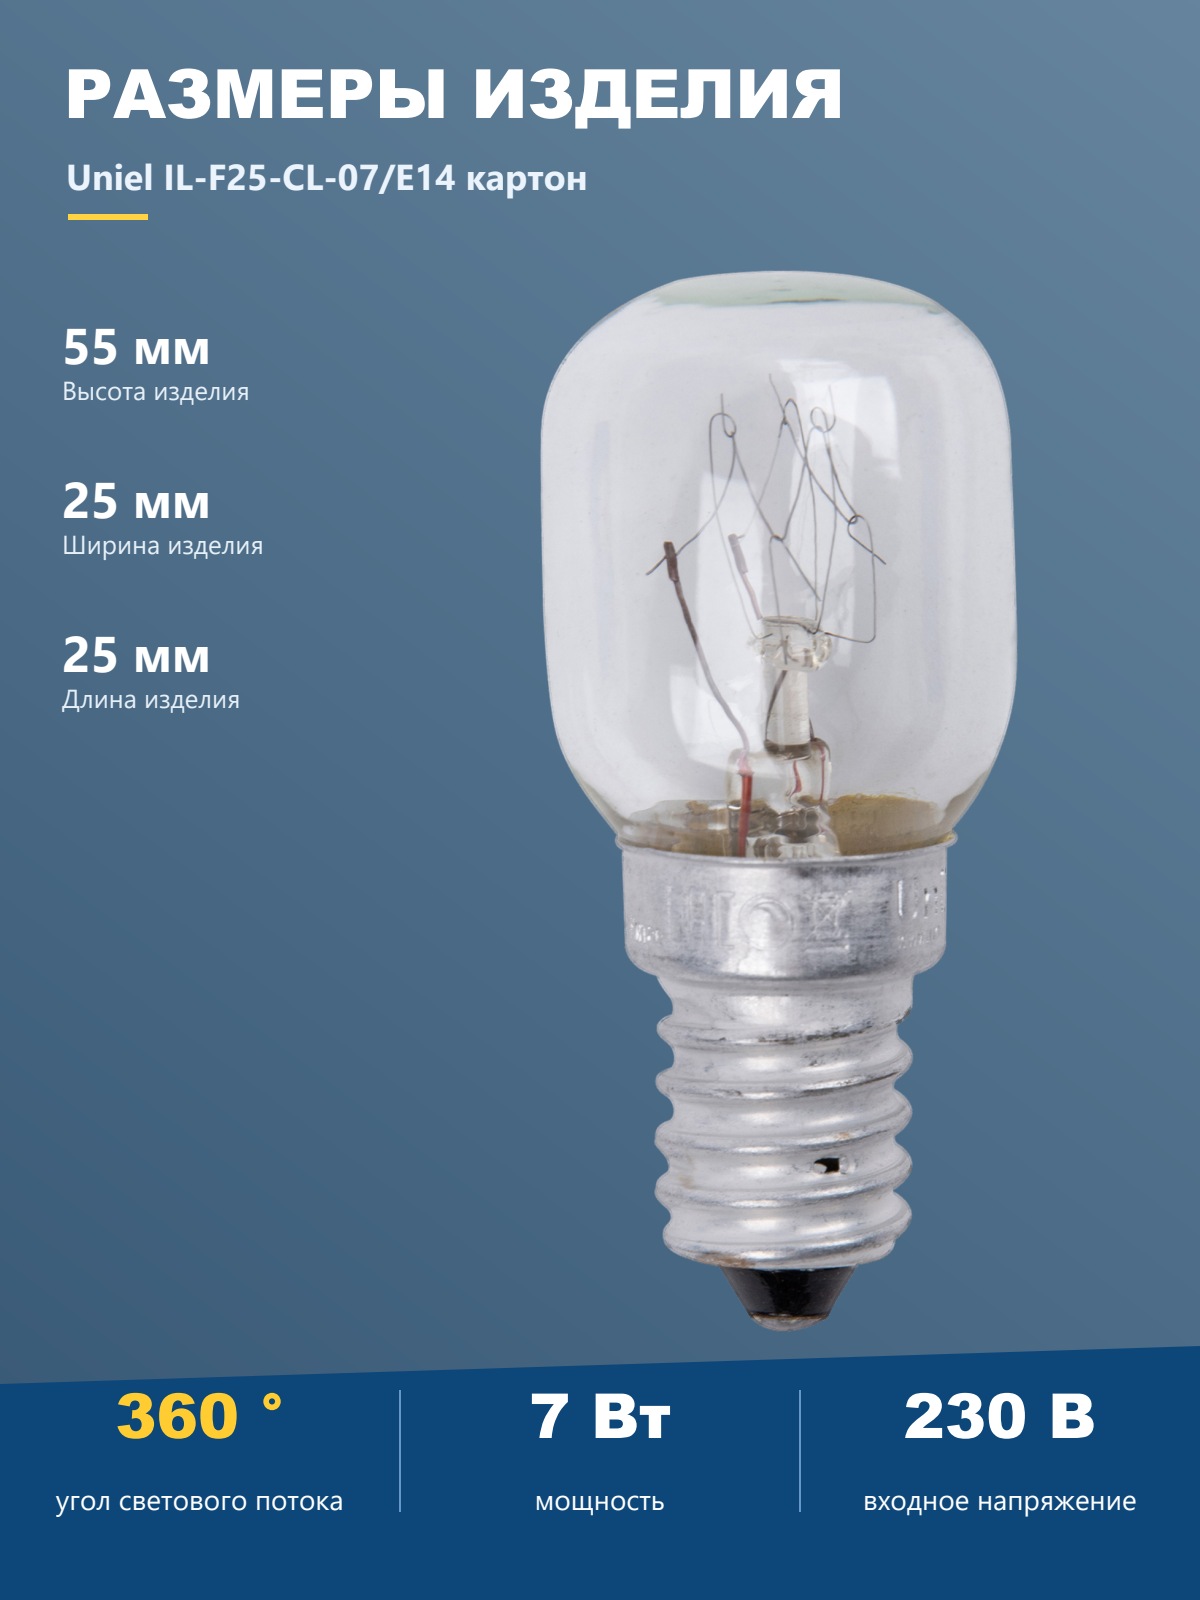 РАЗМЕРЫ ИЗДЕЛИЯ
Uniel IL-F25-CL-07/E14 картон
55 мм
Высота изделия
25 мм
Ширина изделия
25 мм
Длина изделия
360 °
угол светового потока
7 Вт
мощность
230 В
входное напряжение